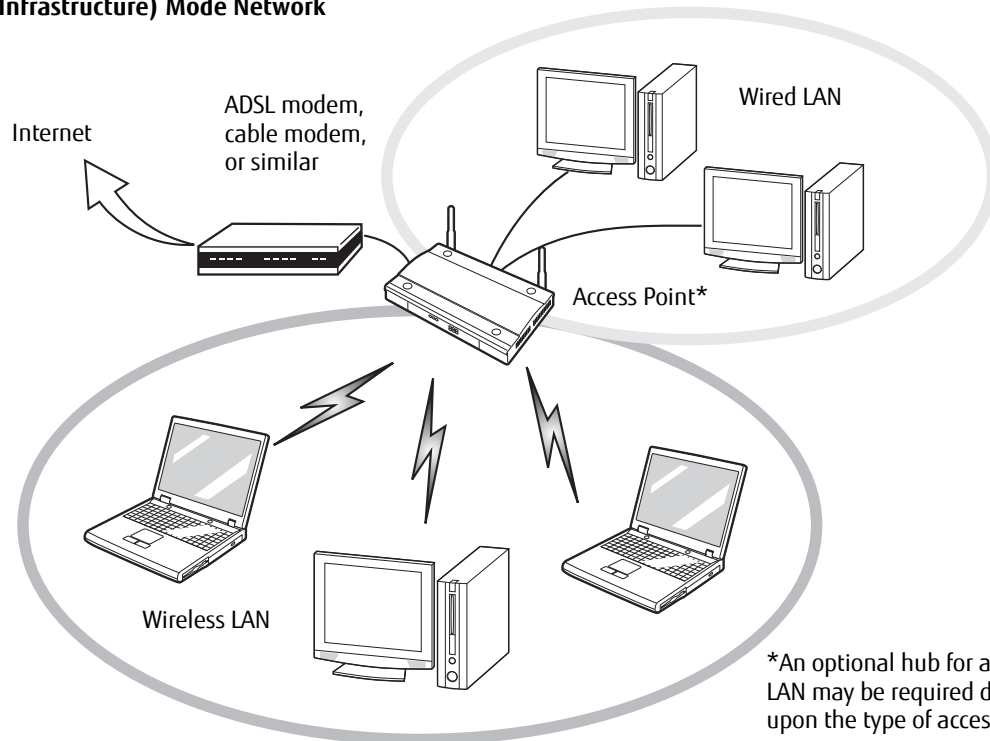 Infrastructure) Mode Network
ADSL modem,
cable modem,
or similar
Internet
Wired LAN
Access Point*
Wireless LAN
*An optional hub for a
LAN may be required d
upon the type of acces